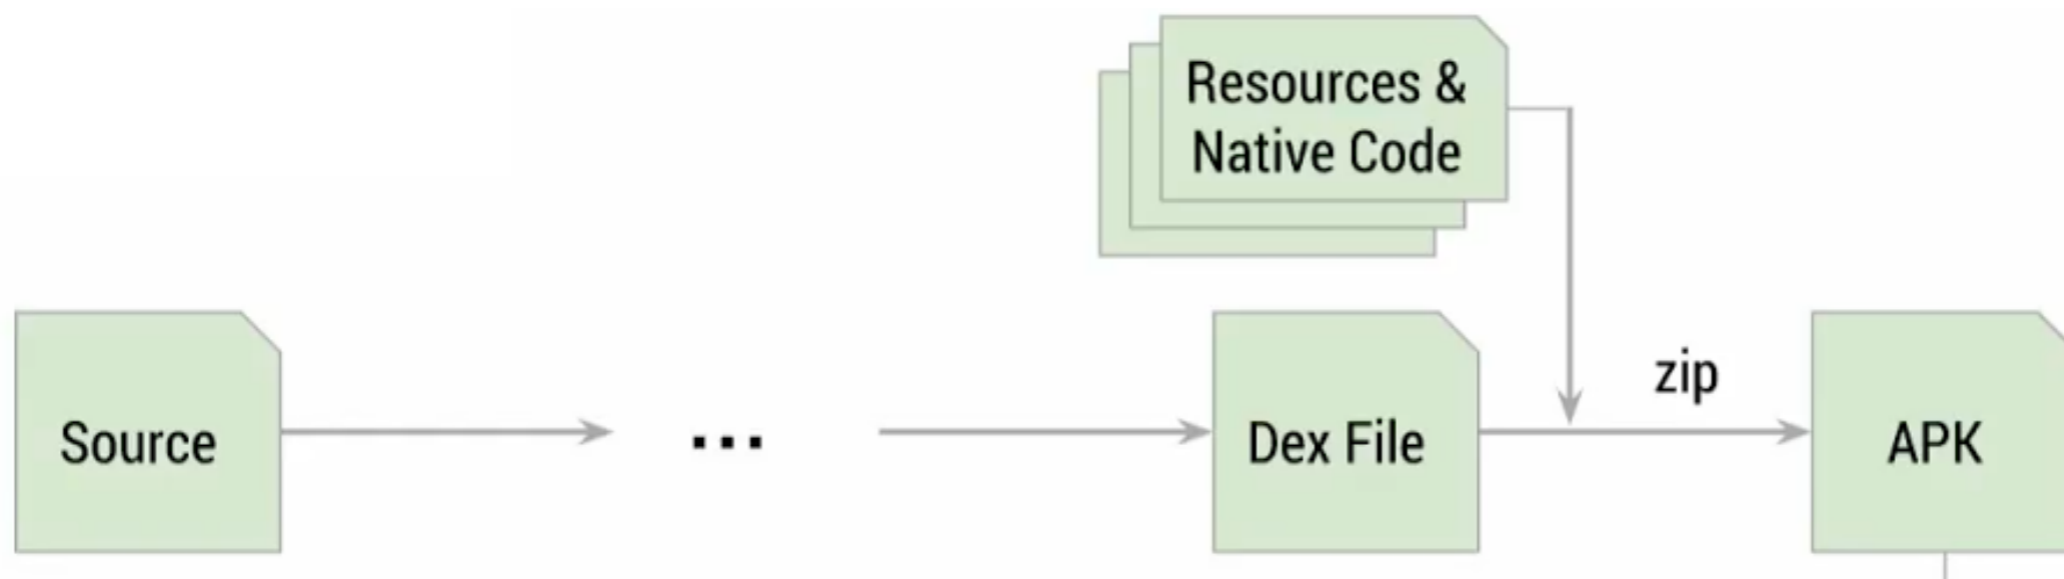 Resources &
Native Code
Source
...
Dex File
zip
APK